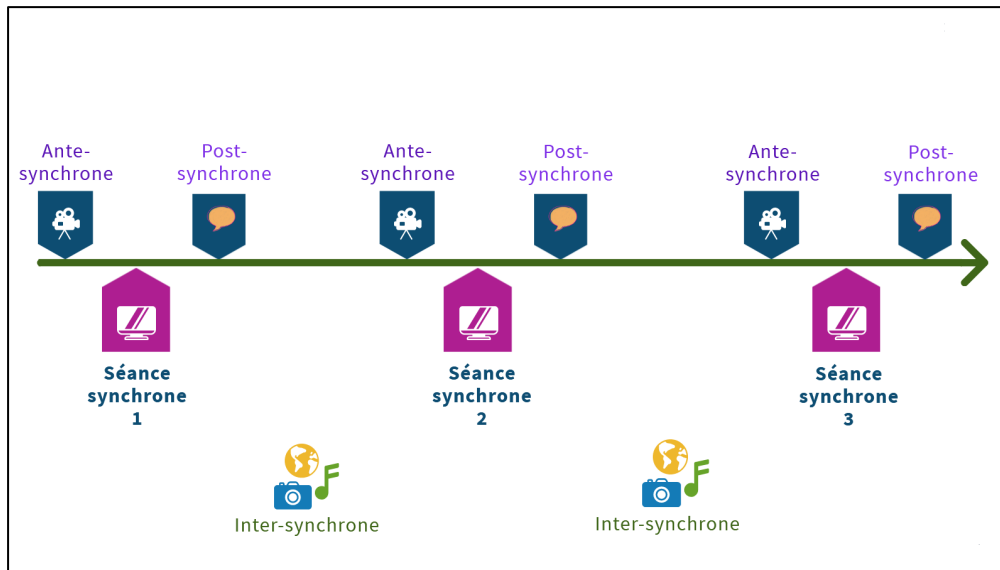 Ante-
synchrone
Post-
synchrone
Ante-
synchrone
Post-
synchrone
Ante-
synchrone
Post-
synchrone
Séance
synchrone
1
Séance
synchrone
2
Séance
synchrone
3
Inter-synchrone
Inter-synchrone